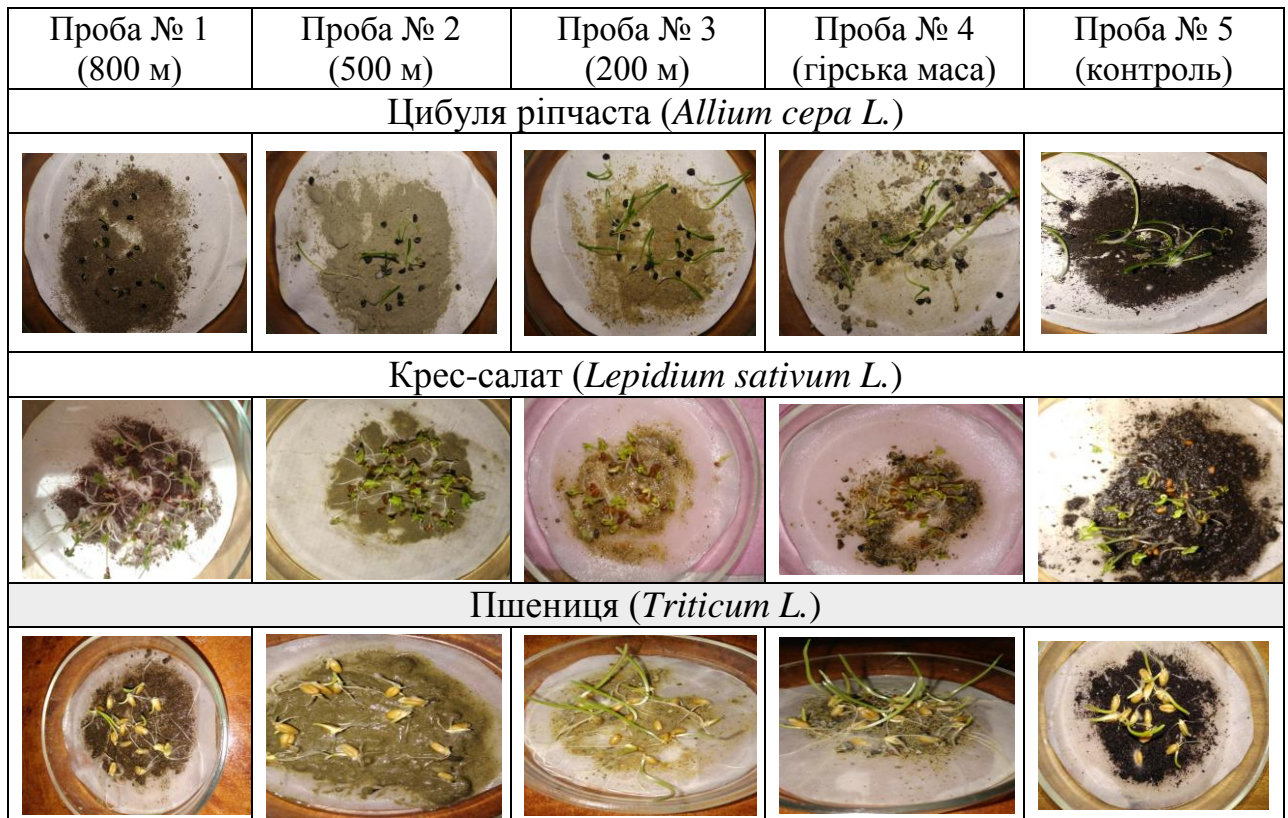 Проба № 1
(800 м)
Проба № 2
(500 м)
Проба № 3
(200 м)
Проба № 4
(гірська маса)
Проба № 5
(контроль)
Цибуля ріпчаста (Allium cepa L.)
Крес-салат (Lepidium sativum L.)
Пшениця (Triticum L.)